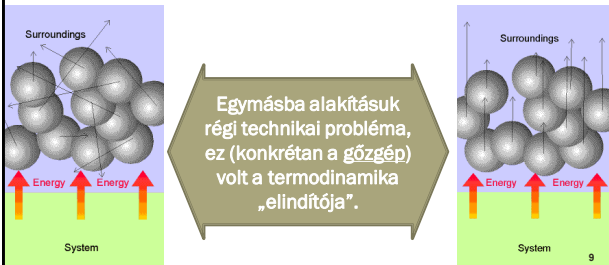 Surroundings
Energy Energy
System
Egymásba alakításuk
régi technikai probléma,
ez (konkrétan a gőzgép)
volt a termodinamika
„elindítója”.
Surroundings
Energy Energy
System
9